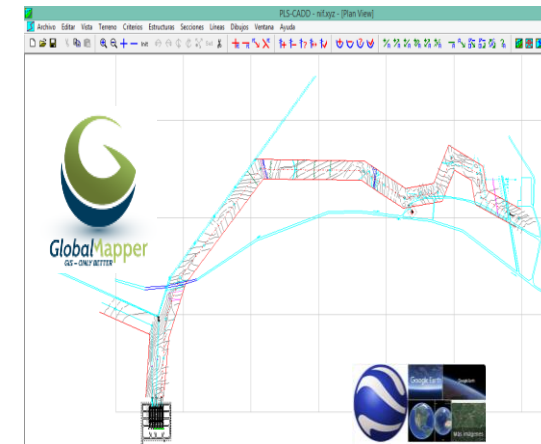 PLS-CADD - nif.xyz - [Plan View]
Archivo Editar Vista Terreno Criterios Estructuras Secciones Líneas Dibujos Ventana Ayuda
GlobalMapper
GIS – ONLY BETTER
Google Earth